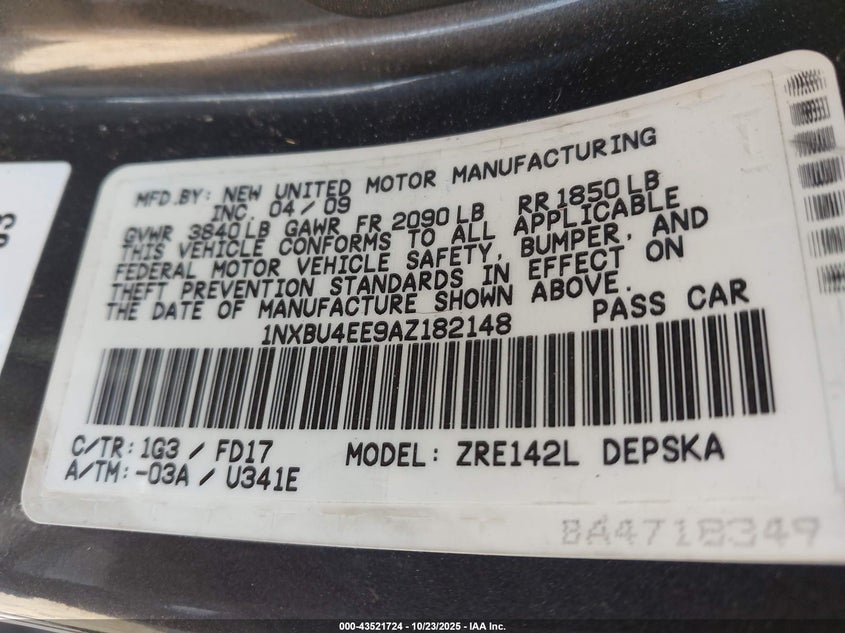 MFD.BY: NEW UNITED MOTOR MANUFACTURING
INC. 04/09
GVWR 3840LB GAWR FR 2090LB RR 1850LB
THIS VEHICLE CONFORMS TO ALL APPLICABLE
FEDERAL MOTOR VEHICLE SAFETY, BUMPER, AND
THEFT PREVENTION STANDARDS IN EFFECT ON
THE DATE OF MANUFACTURE SHOWN ABOVE.
1NXBU4EE9AZ182148 PASS CAR
C/TR: 1G3 / FD17 MODEL: ZRE142L DEPSKA
A/TM: -03A / U341E
BA4718349
000-43521724 | 10/23/2025 - IAA Inc.